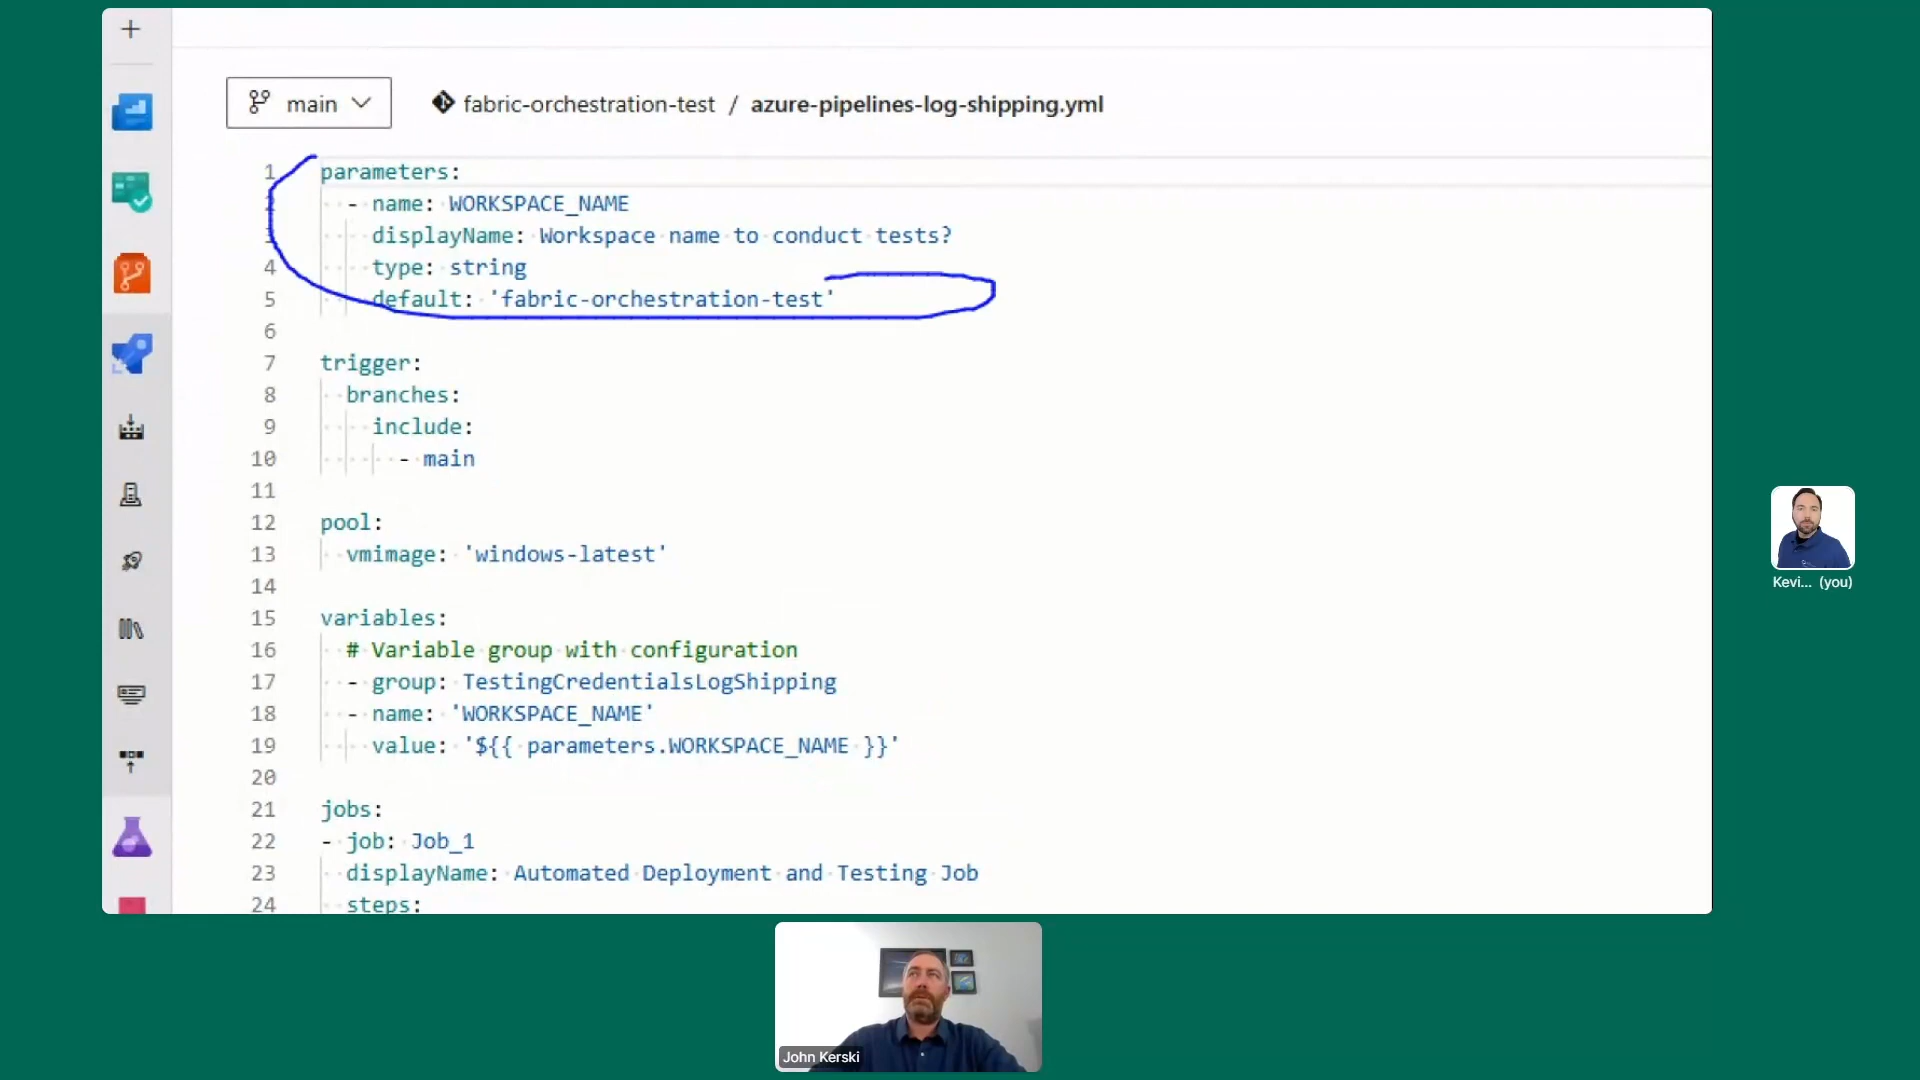 main
fabric-orchestration-test / azure-pipelines-log-shipping.yml
1 parameters:
2 - name: WORKSPACE_NAME
3 displayName: Workspace name to conduct tests?
4 type: string
5 default: 'fabric-orchestration-test'
6
7 trigger:
8 branches:
9 include:
10 - main
11
12 pool:
13 vmimage: 'windows-latest'
14
15 variables:
16 # Variable group with configuration
17 - group: TestingCredentialsLogShipping
18 - name: 'WORKSPACE_NAME'
19 value: '${{ parameters.WORKSPACE_NAME }}'
20
21 jobs:
22 - job: Job_1
23 displayName: Automated Deployment and Testing Job
24 steps:
Kevi... (you)
John Kerski